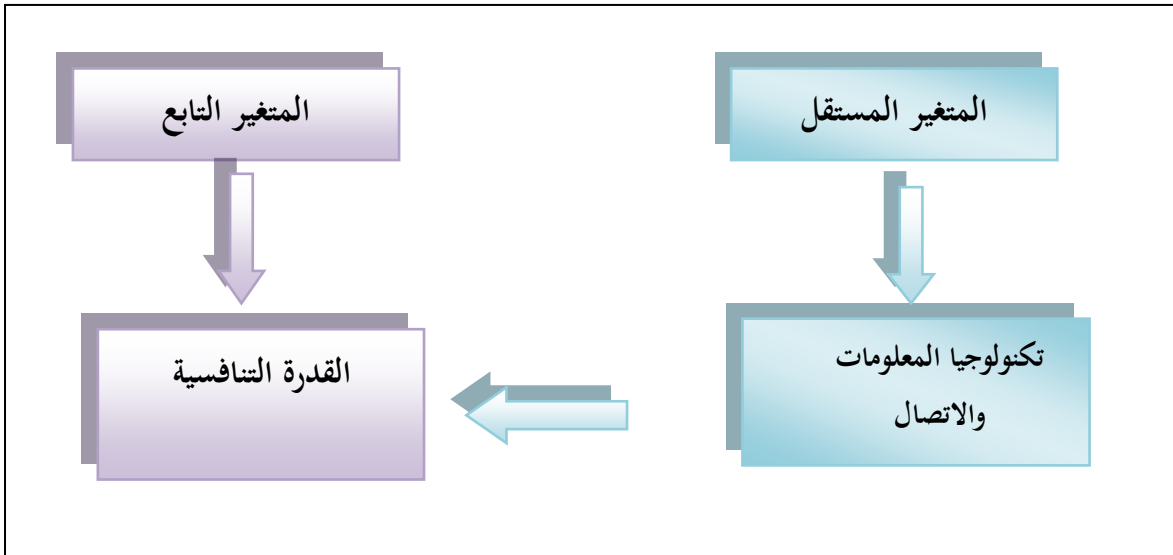 المتغير المستقل
المتغير التابع
تكنولوجيا المعلومات
والاتصال
القدرة التنافسية